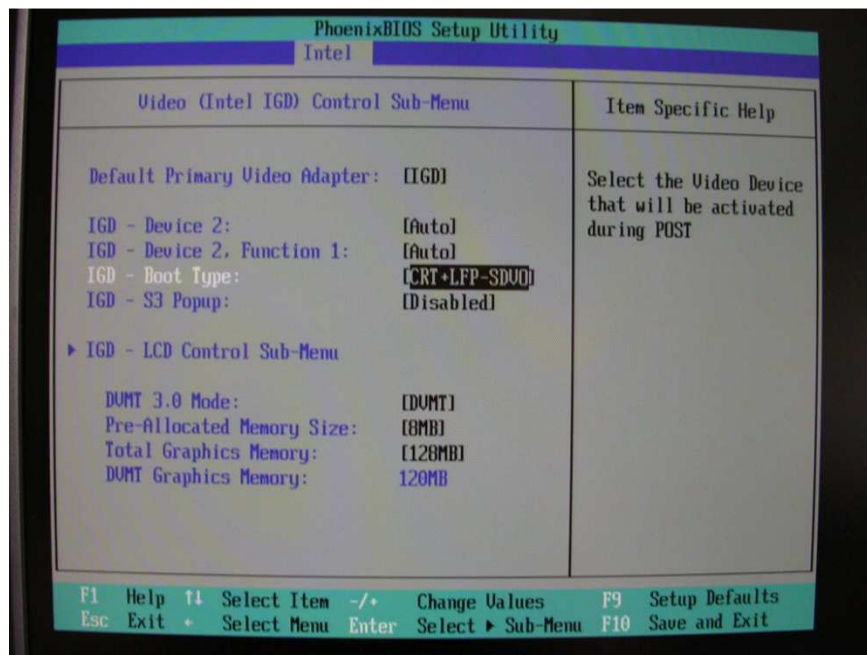 PhoenixBIOS Setup Utility
Intel
Video (Intel IGD) Control Sub-Menu
Item Specific Help
Default Primary Video Adapter: [IGD]
Select the Video Device
that will be activated
during POST
IGD - Device 2: [Auto]
IGD - Device 2, Function 1: [Auto]
IGD - Boot Type: [CRT+LFP-SDVO]
IGD - S3 Popup: [Disabled]
▶ IGD - LCD Control Sub-Menu
DVMT 3.0 Mode: [DVMT]
Pre-Allocated Memory Size: [8MB]
Total Graphics Memory: [128MB]
DVMT Graphics Memory: 120MB
F1 Help ↑↓ Select Item -/+ Change Values F9 Setup Defaults
Esc Exit ← Select Menu Enter Select ▶ Sub-Menu F10 Save and Exit